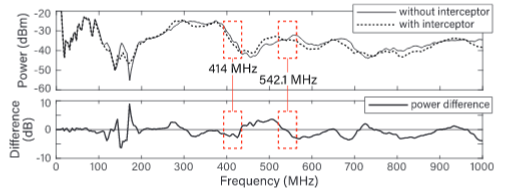 without interceptor
with interceptor
Power (dBm)
-20
-30
-40
-50
-60
414 MHz
542.1 MHz
power difference
Difference
(dB)
10
0
-10
0 100 200 300 400 500 600 700 800 900 1000
Frequency (MHz)